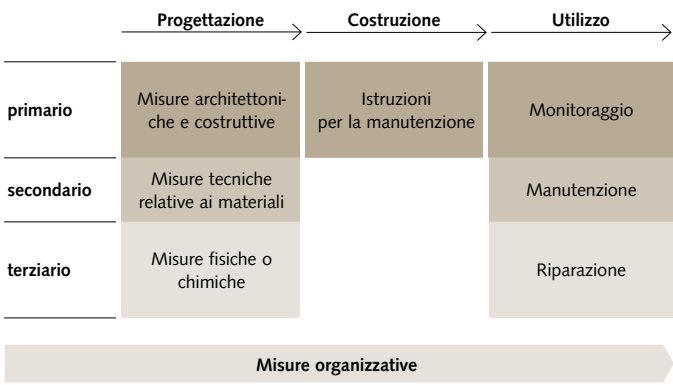 Progettazione Costruzione Utilizzo
primario
Misure architettoni-
che e costruttive
Istruzioni
per la manutenzione
Monitoraggio
secondario
Misure tecniche
relative ai materiali
Manutenzione
terziario
Misure fisiche o
chimiche
Riparazione
Misure organizzative